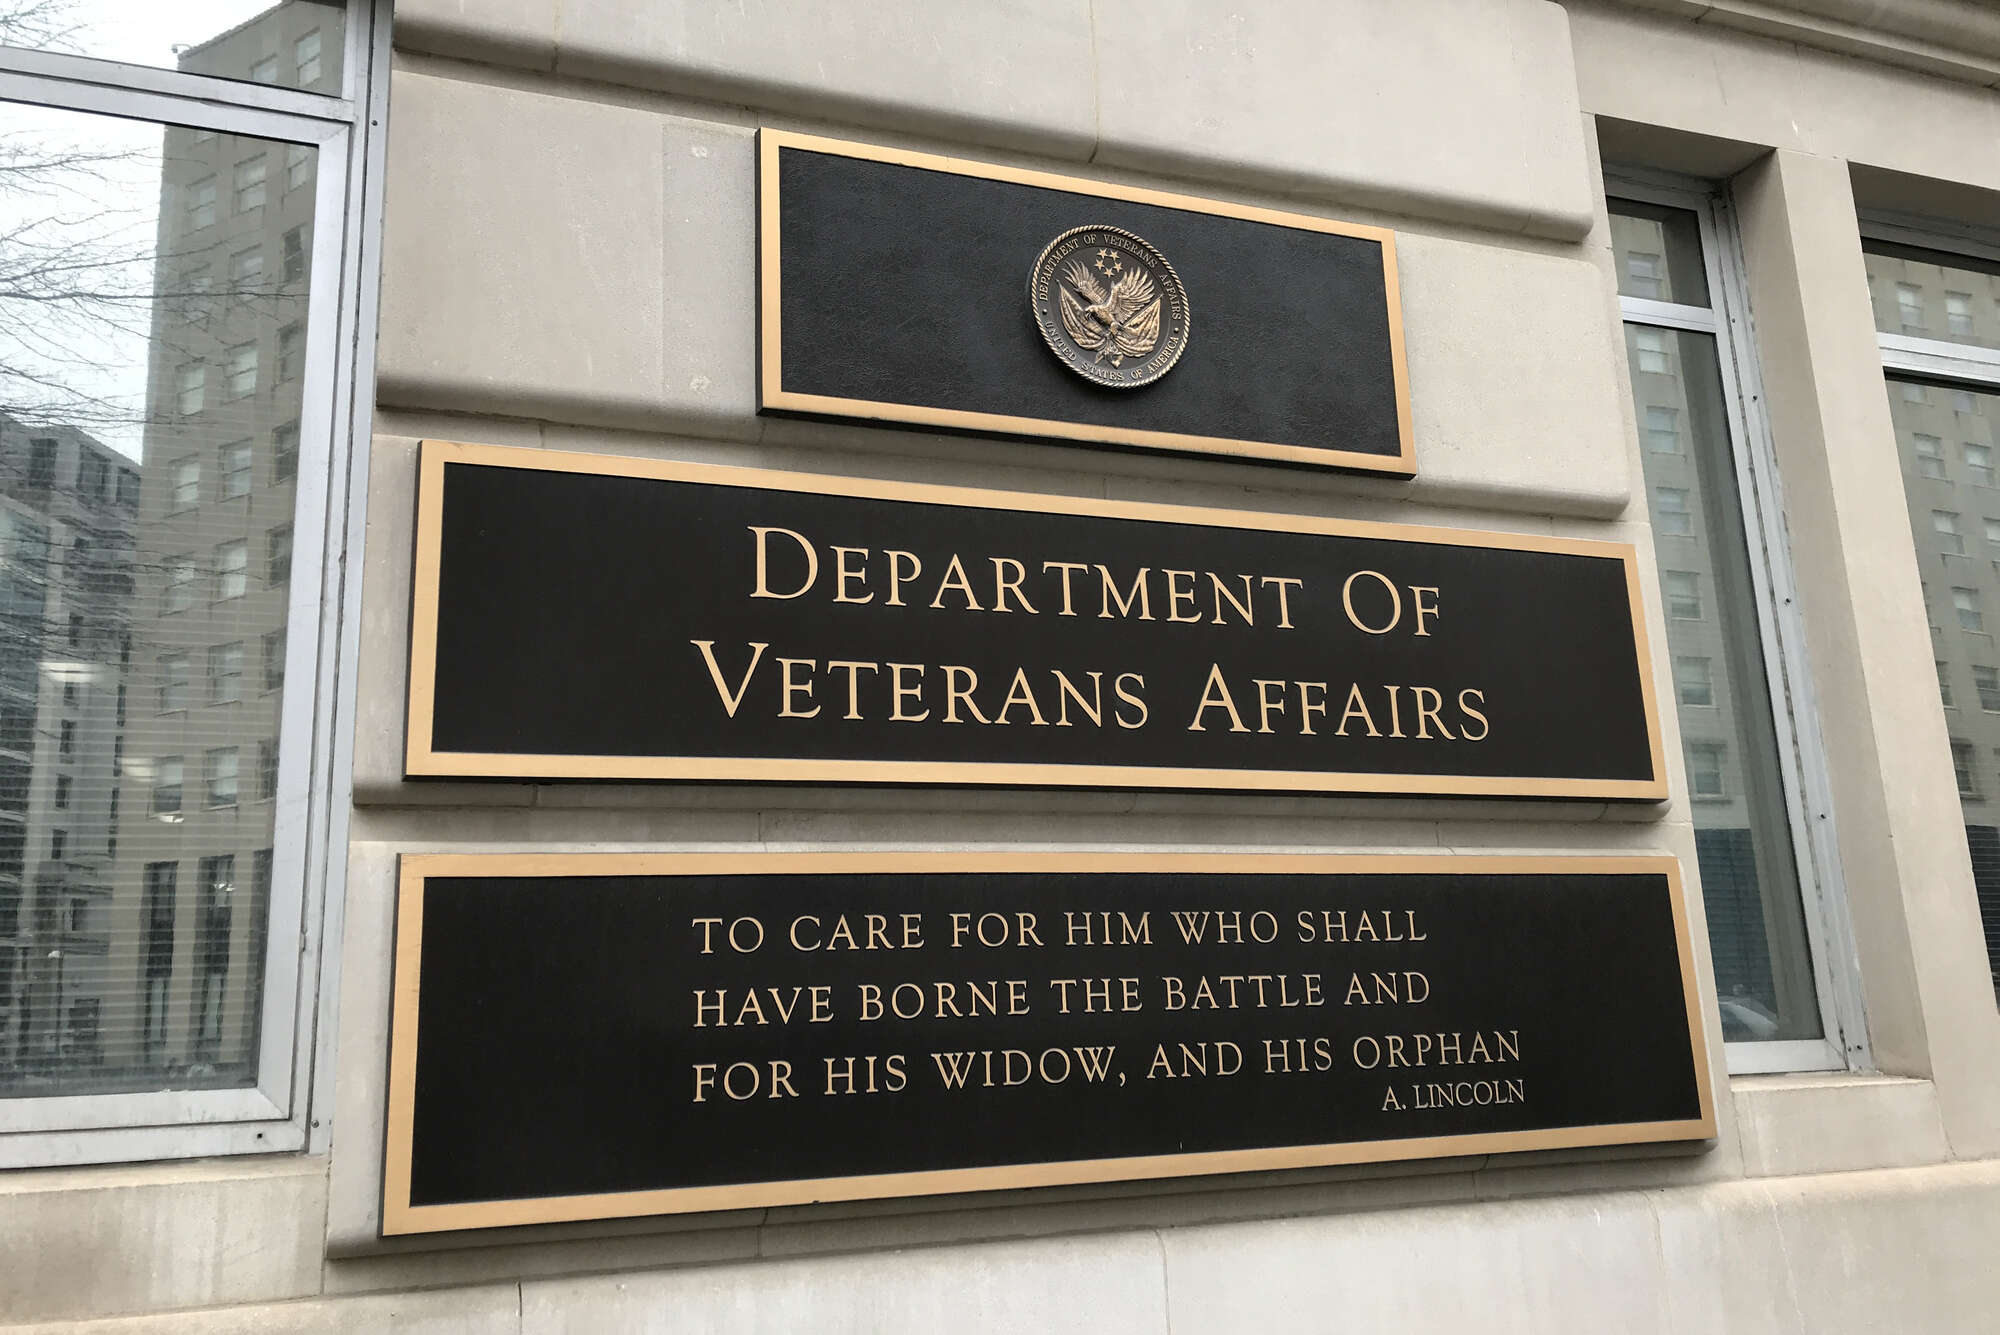 DEPARTMENT OF VETERANS AFFAIRS
UNITED STATES OF AMERICA
DEPARTMENT OF
VETERANS AFFAIRS
TO CARE FOR HIM WHO SHALL
HAVE BORNE THE BATTLE AND
FOR HIS WIDOW, AND HIS ORPHAN
A. LINCOLN